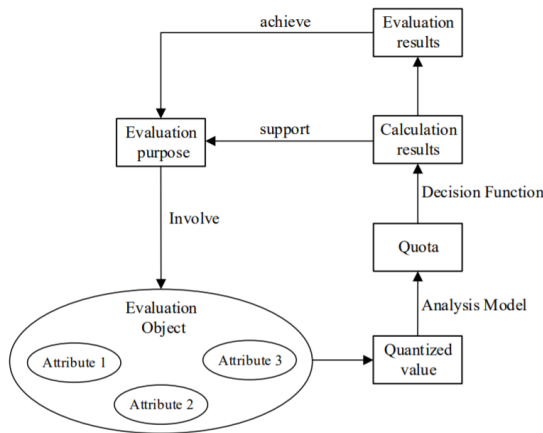 achieve
Evaluation
results
Evaluation
purpose
support
Calculation
results
Decision Function
Involve
Quota
Evaluation
Object
Analysis Model
Attribute 1
Attribute 3
Attribute 2
Quantized
value